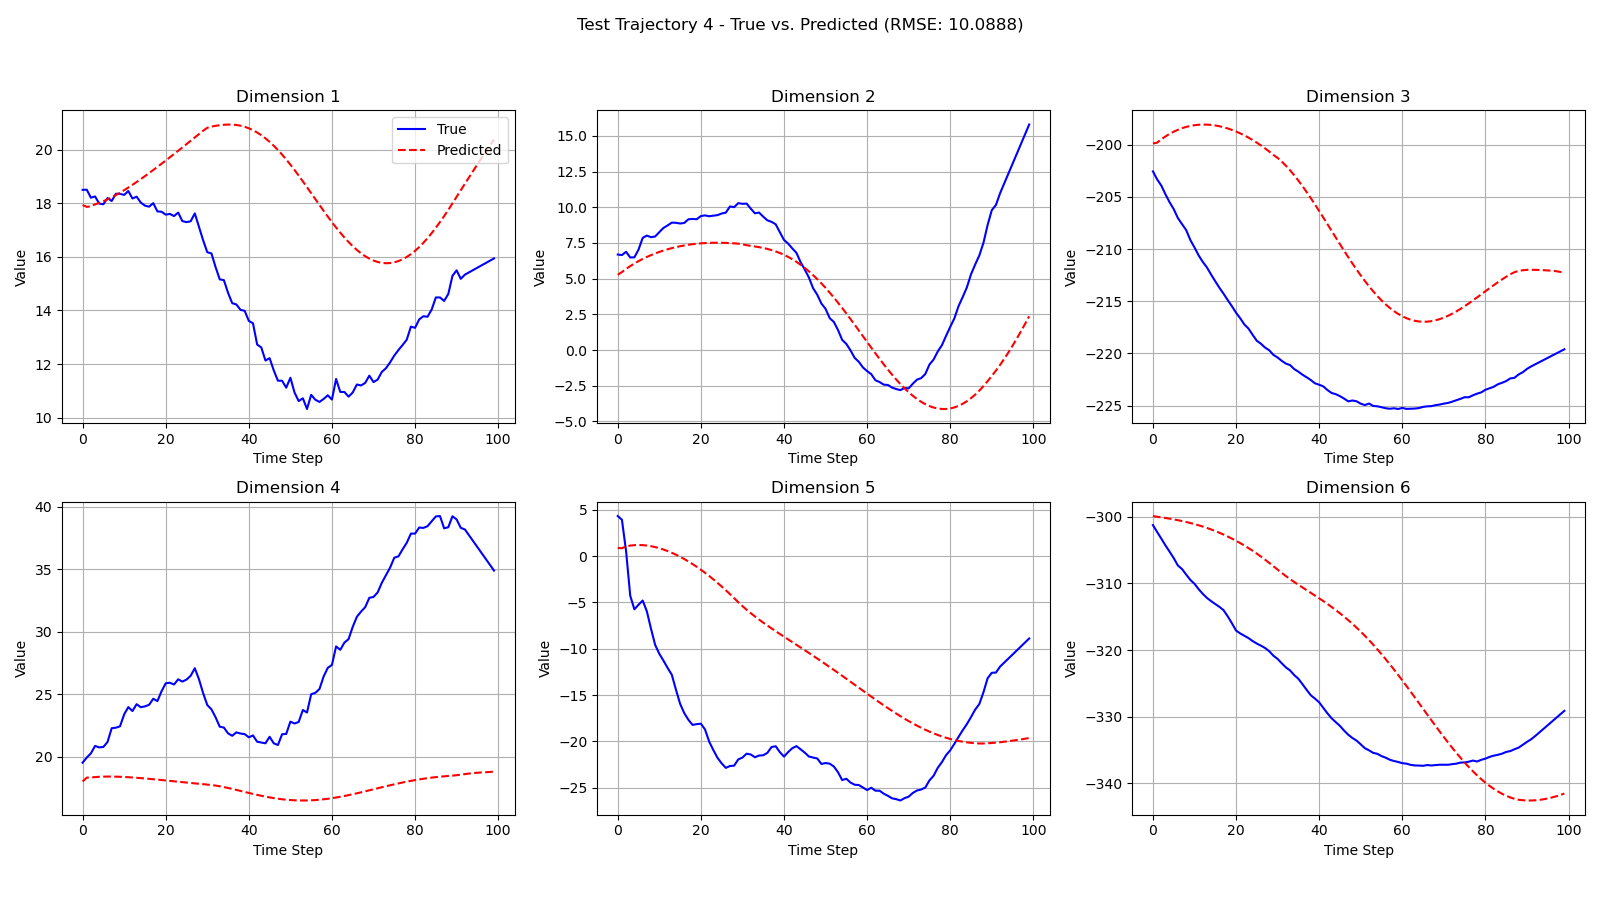 Test Trajectory 4 - True vs. Predicted (RMSE: 10.0888)
Dimension 1
20
18
16
14
12
10
0 20 40 60 80 100
Value
Time Step
True
Predicted
Dimension 2
15.0
12.5
10.0
7.5
5.0
2.5
0.0
−2.5
−5.0
0 20 40 60 80 100
Value
Time Step
Dimension 3
−200
−205
−210
−215
−220
−225
0 20 40 60 80 100
Value
Time Step
Dimension 4
40
35
30
25
20
0 20 40 60 80 100
Value
Time Step
Dimension 5
5
0
−5
−10
−15
−20
−25
0 20 40 60 80 100
Value
Time Step
Dimension 6
−300
−310
−320
−330
−340
0 20 40 60 80 100
Value
Time Step